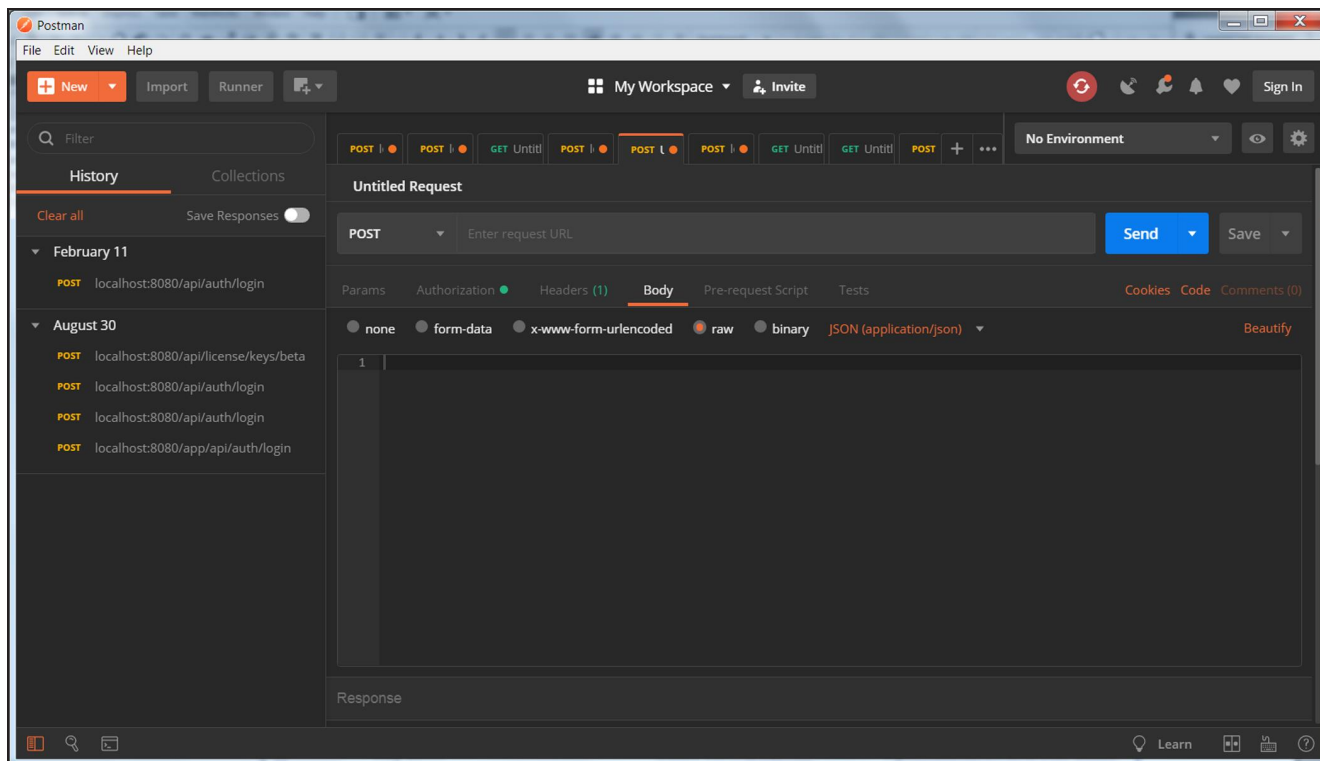 Postman
File Edit View Help
New Import Runner My Workspace Invite Sign In
Filter
History Collections
Clear all Save Responses
February 11
POST localhost:8080/api/auth/login
August 30
POST localhost:8080/api/license/keys/beta
POST localhost:8080/api/auth/login
POST localhost:8080/api/auth/login
POST localhost:8080/app/api/auth/login
POST POST GET Untitl POST POST POST GET Untitl GET Untitl POST
No Environment
Untitled Request
POST Enter request URL Send Save
Params Authorization Headers (1) Body Pre-request Script Tests Cookies Code Comments (0)
none form-data x-www-form-urlencoded raw binary JSON (application/json) Beautify
1
Response
Learn